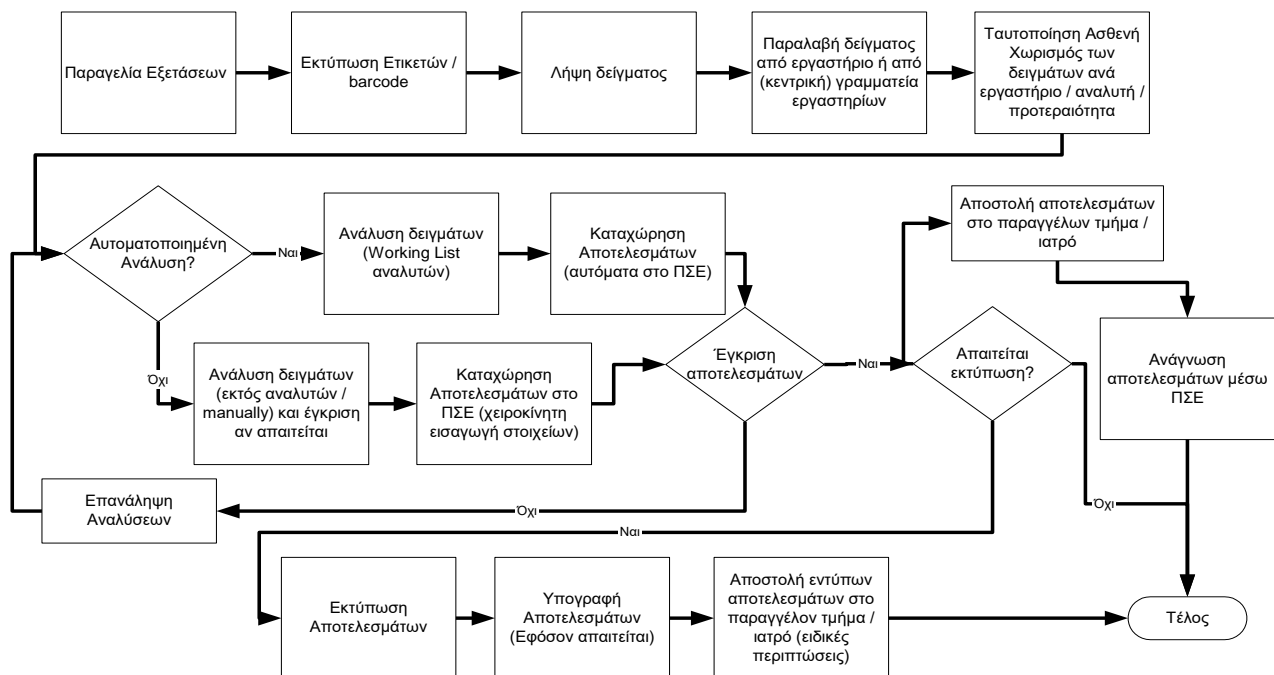 Παραγελία Εξετάσεων
Εκτύπωση Ετικετών /
barcode
Λήψη δείγματος
Παραλαβή δείγματος
από εργαστήριο ή από
(κεντρική) γραμματεία
εργαστηρίων
Ταυτοποίηση Ασθενή
Χωρισμός των
δειγμάτων ανά
εργαστήριο / αναλυτή /
προτεραιότητα
Αυτοματοποιημένη
Ανάλυση?
Ναι
Ανάλυση δειγμάτων
(Working List
αναλυτών)
Καταχώρηση
Αποτελεσμάτων
(αυτόματα στο ΠΣΕ)
Αποστολή αποτελεσμάτων
στο παραγγέλων τμήμα /
ιατρό
Όχι
Ανάλυση δειγμάτων
(εκτός αναλυτών /
manually) και έγκριση
αν απαιτείται
Καταχώρηση
Αποτελεσμάτων στο
ΠΣΕ (χειροκίνητη
εισαγωγή στοιχείων)
Έγκριση
αποτελεσμάτων
Ναι
Απαιτείται
εκτύπωση?
Ανάγνωση
αποτελεσμάτων μέσω
ΠΣΕ
Επανάληψη
Αναλύσεων
Όχι
Όχι
Ναι
Εκτύπωση
Αποτελεσμάτων
Υπογραφή
Αποτελεσμάτων
(Εφόσον απαιτείται)
Αποστολή εντύπων
αποτελεσμάτων στο
παραγγέλον τμήμα /
ιατρό (ειδικές
περιπτώσεις)
Τέλος